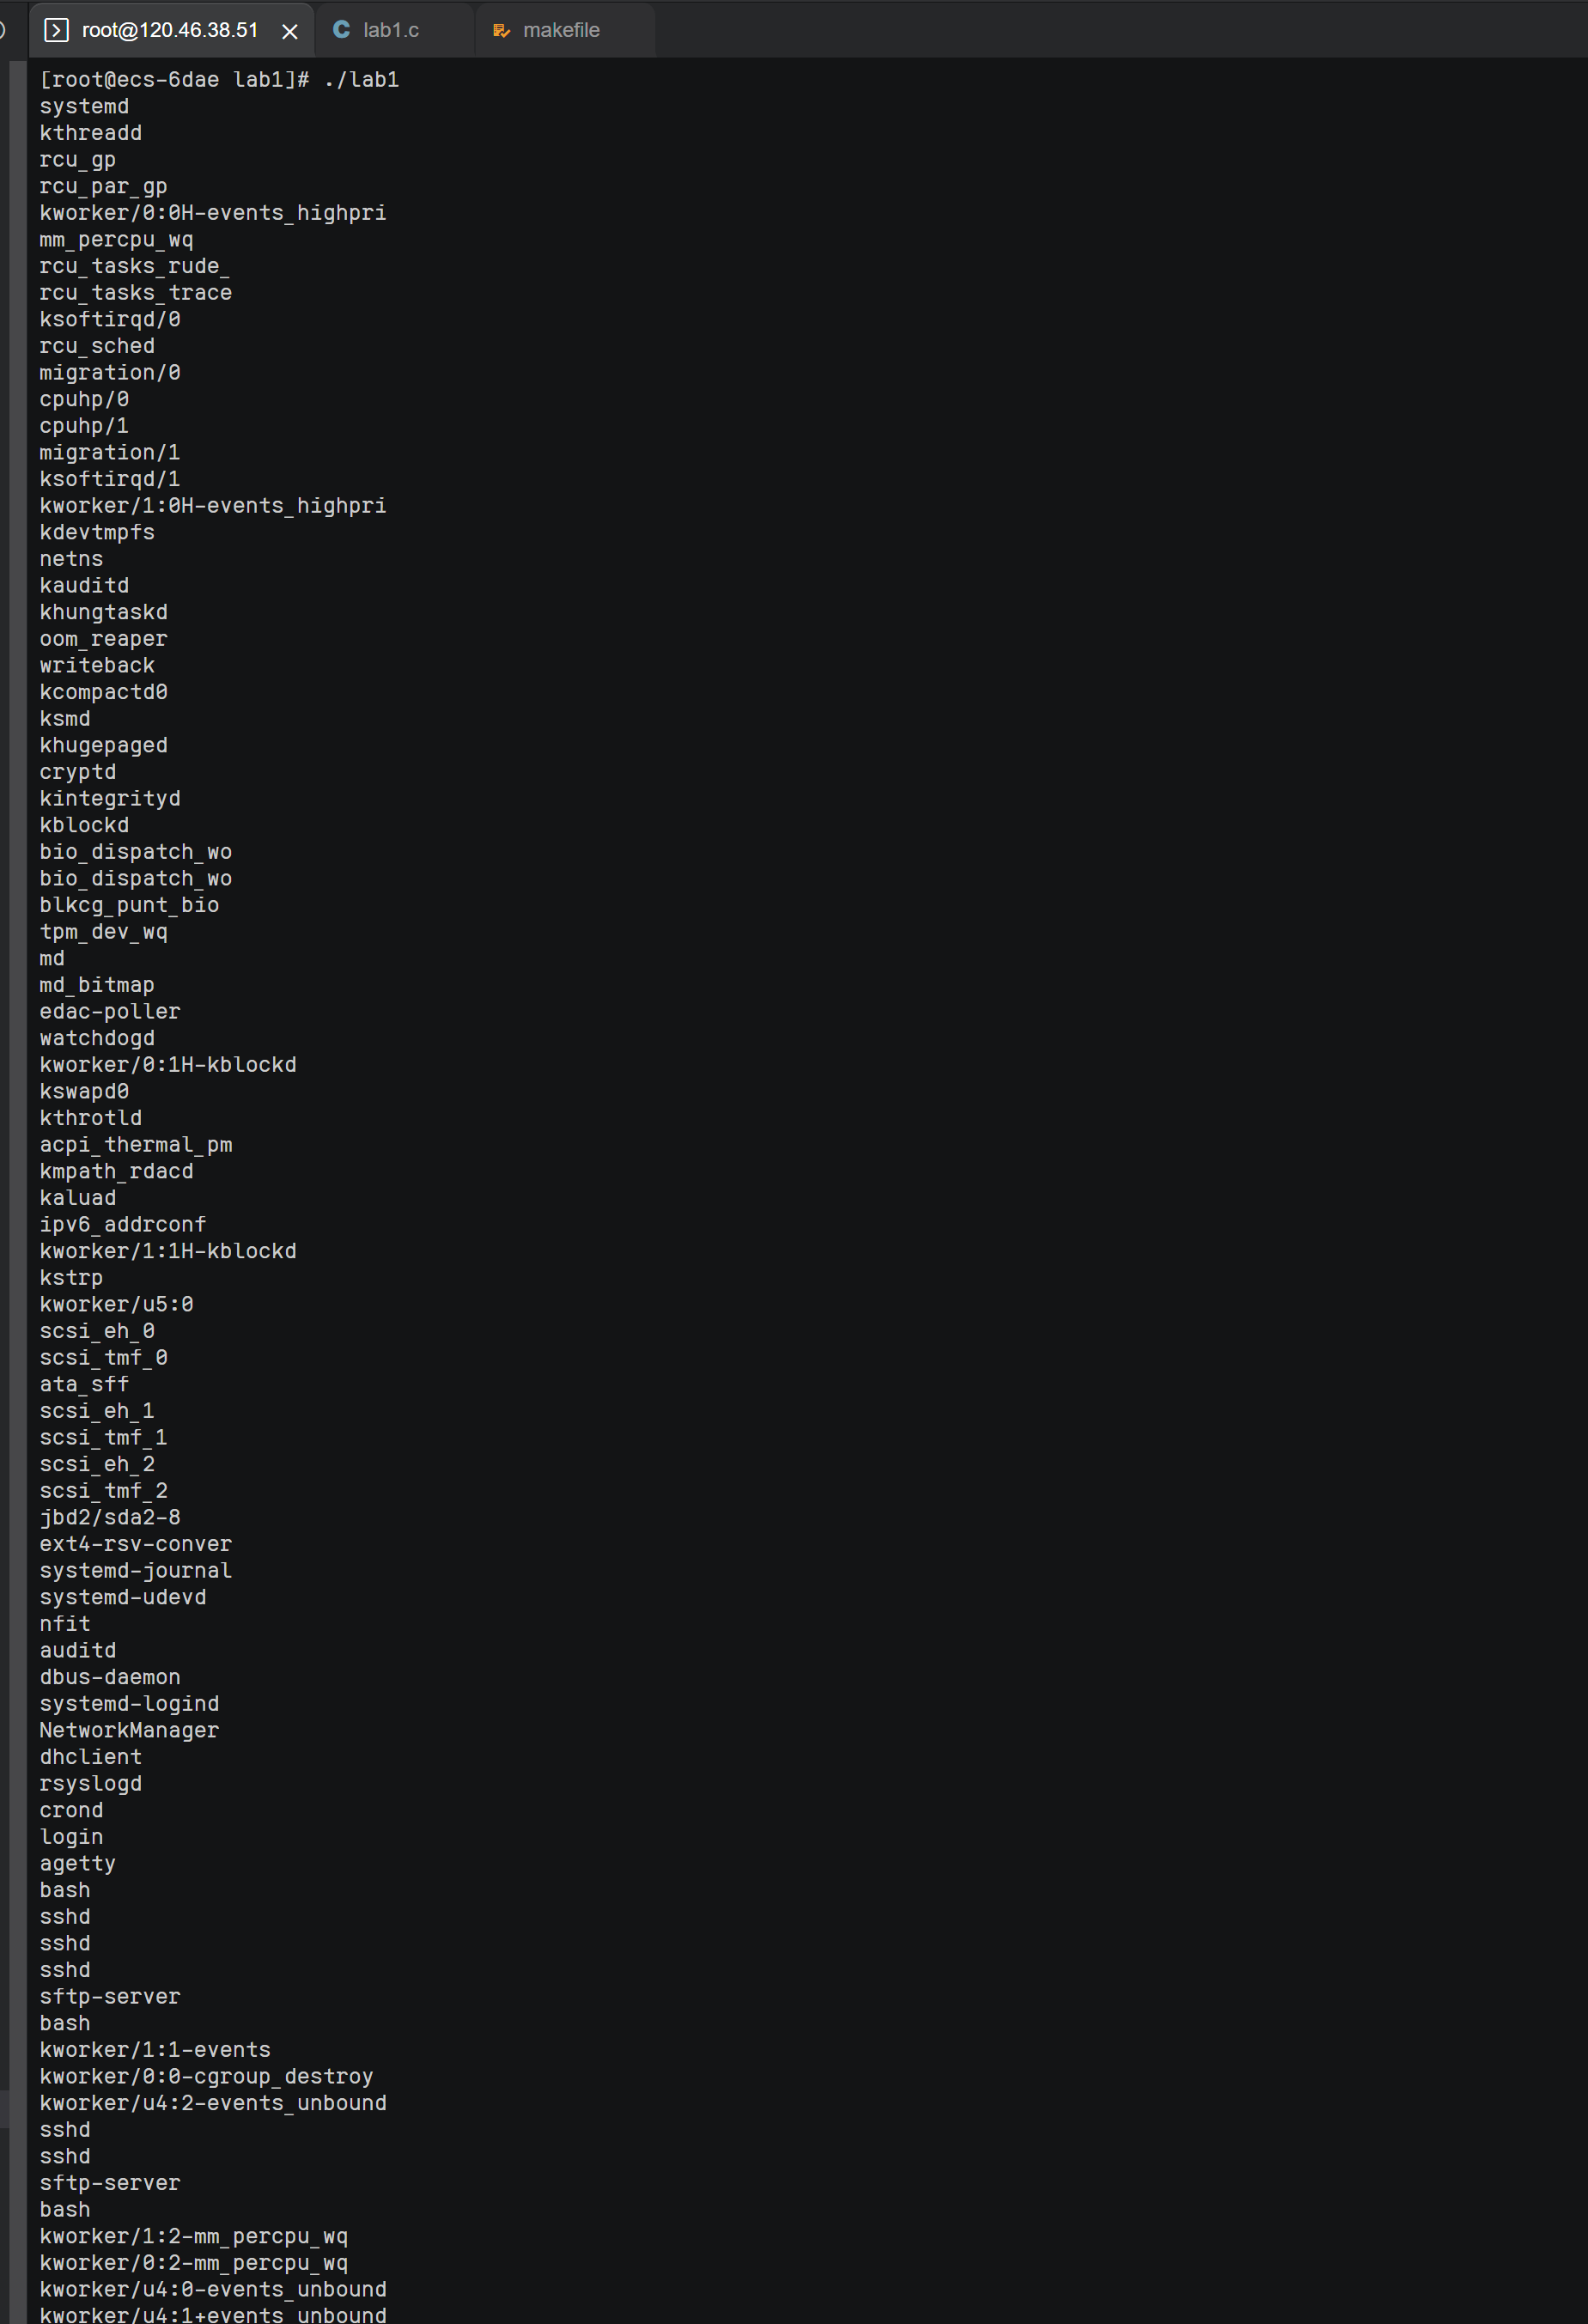 root@120.46.38.51
lab1.c
makefile
[root@ecs-6dae lab1]# ./lab1
systemd
kthreadd
rcu_gp
rcu_par_gp
kworker/0:0H-events_highpri
mm_percpu_wq
rcu_tasks_rude_
rcu_tasks_trace
ksoftirqd/0
rcu_sched
migration/0
cpuhp/0
cpuhp/1
migration/1
ksoftirqd/1
kworker/1:0H-events_highpri
kdevtmpfs
netns
kauditd
khungtaskd
oom_reaper
writeback
kcompactd0
ksmd
khugepaged
cryptd
kintegrityd
kblockd
bio_dispatch_wo
bio_dispatch_wo
blkcg_punt_bio
tpm_dev_wq
md
md_bitmap
edac-poller
watchdogd
kworker/0:1H-kblockd
kswapd0
kthrotld
acpi_thermal_pm
kmpath_rdacd
kaluad
ipv6_addrconf
kworker/1:1H-kblockd
kstrp
kworker/u5:0
scsi_eh_0
scsi_tmf_0
ata_sff
scsi_eh_1
scsi_tmf_1
scsi_eh_2
scsi_tmf_2
jbd2/sda2-8
ext4-rsv-conver
systemd-journal
systemd-udevd
nfit
auditd
dbus-daemon
systemd-logind
NetworkManager
dhclient
rsyslogd
crond
login
agetty
bash
sshd
sshd
sshd
sftp-server
bash
kworker/1:1-events
kworker/0:0-cgroup_destroy
kworker/u4:2-events_unbound
sshd
sshd
sftp-server
bash
kworker/1:2-mm_percpu_wq
kworker/0:2-mm_percpu_wq
kworker/u4:0-events_unbound
kworker/u4:1+events_unbound